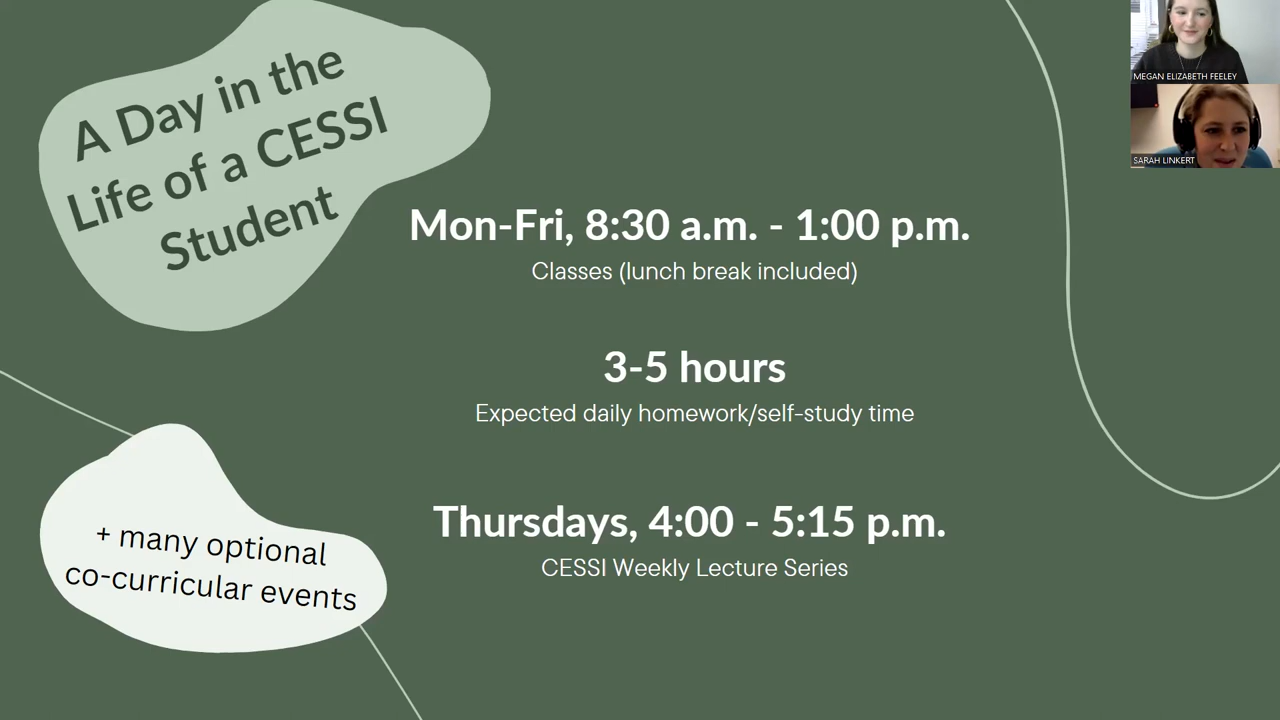 A Day in the
Life of a CESSI
Student
Mon-Fri, 8:30 a.m. - 1:00 p.m.
Classes (lunch break included)
3-5 hours
Expected daily homework/self-study time
Thursdays, 4:00 - 5:15 p.m.
CESSI Weekly Lecture Series
+ many optional
co-curricular events
MEGAN ELIZABETH FEELEY
SARAH LINKERT